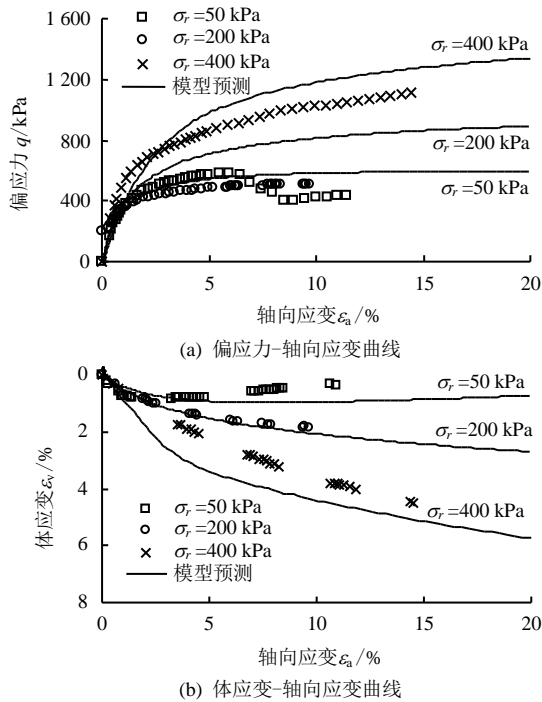 □ σr=50 kPa
○ σr=200 kPa
× σr=400 kPa
— 模型预测
σr=400 kPa
σr=200 kPa
σr=50 kPa
1 600
1 200
800
400
0
偏应力 q/kPa
0 5 10 15 20
轴向应变εa/%
(a) 偏应力-轴向应变曲线
0
2
4
6
8
体应变εv/%
σr=50 kPa
σr=200 kPa
σr=400 kPa
□ σr=50 kPa
○ σr=200 kPa
× σr=400 kPa
— 模型预测
0 5 10 15 20
轴向应变εa/%
(b) 体应变-轴向应变曲线